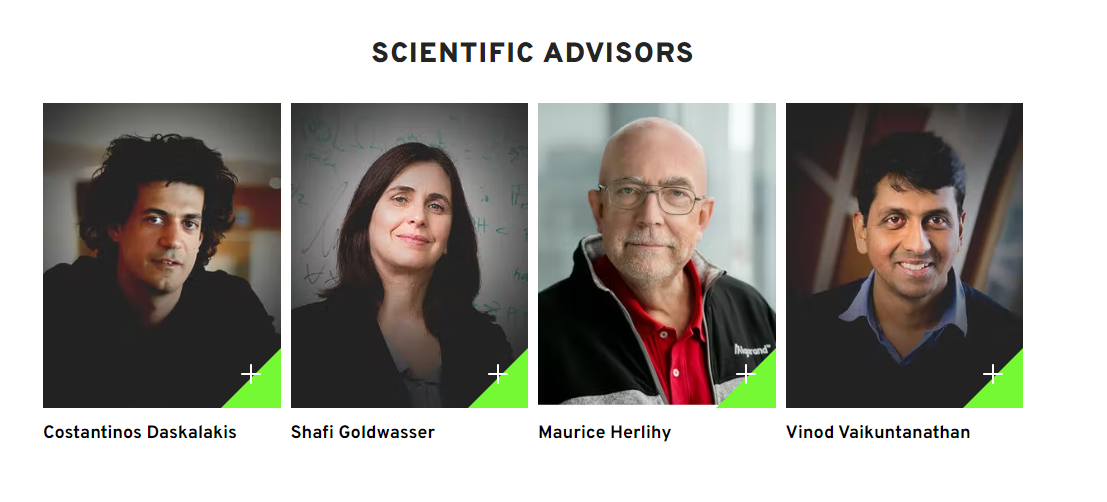 SCIENTIFIC ADVISORS
Costantinos Daskalakis
Shafi Goldwasser
Maurice Herlihy
Vinod Vaikuntanathan